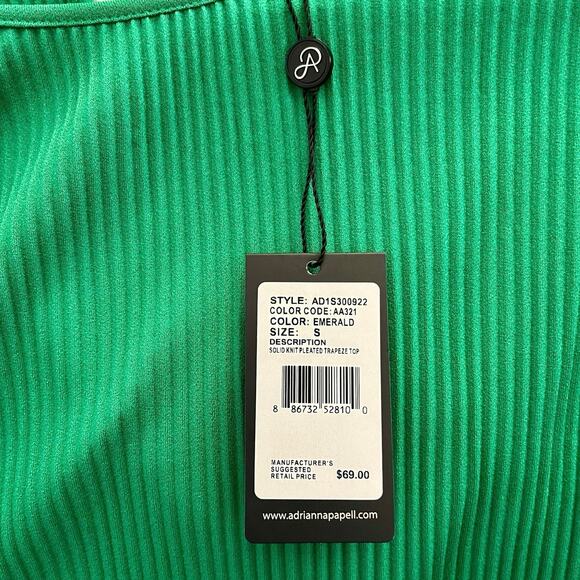 A
STYLE: AD1S300922
COLOR CODE: AA321
COLOR: EMERALD
SIZE: S
DESCRIPTION
SOLID KNIT PLEATED TRAPEZE TOP
8 86732 52810 0
MANUFACTURER'S
SUGGESTED
RETAIL PRICE $69.00
www.adriannapapell.com